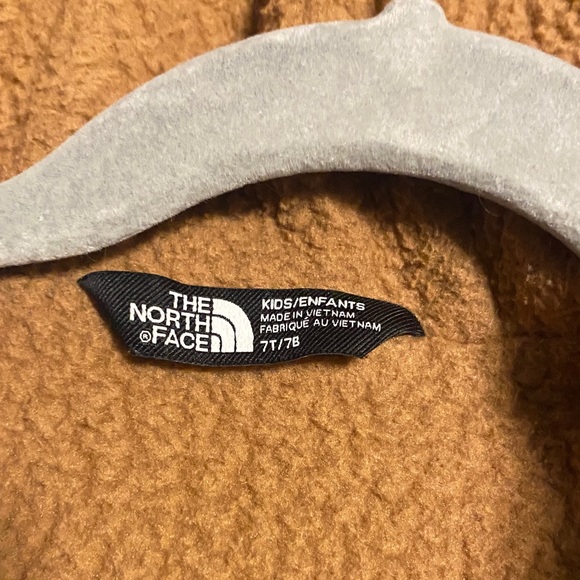 THE
NORTH
®FACE
KIDS/ENFANTS
MADE IN VIETNAM
FABRIQUÉ AU VIETNAM
7T/7B